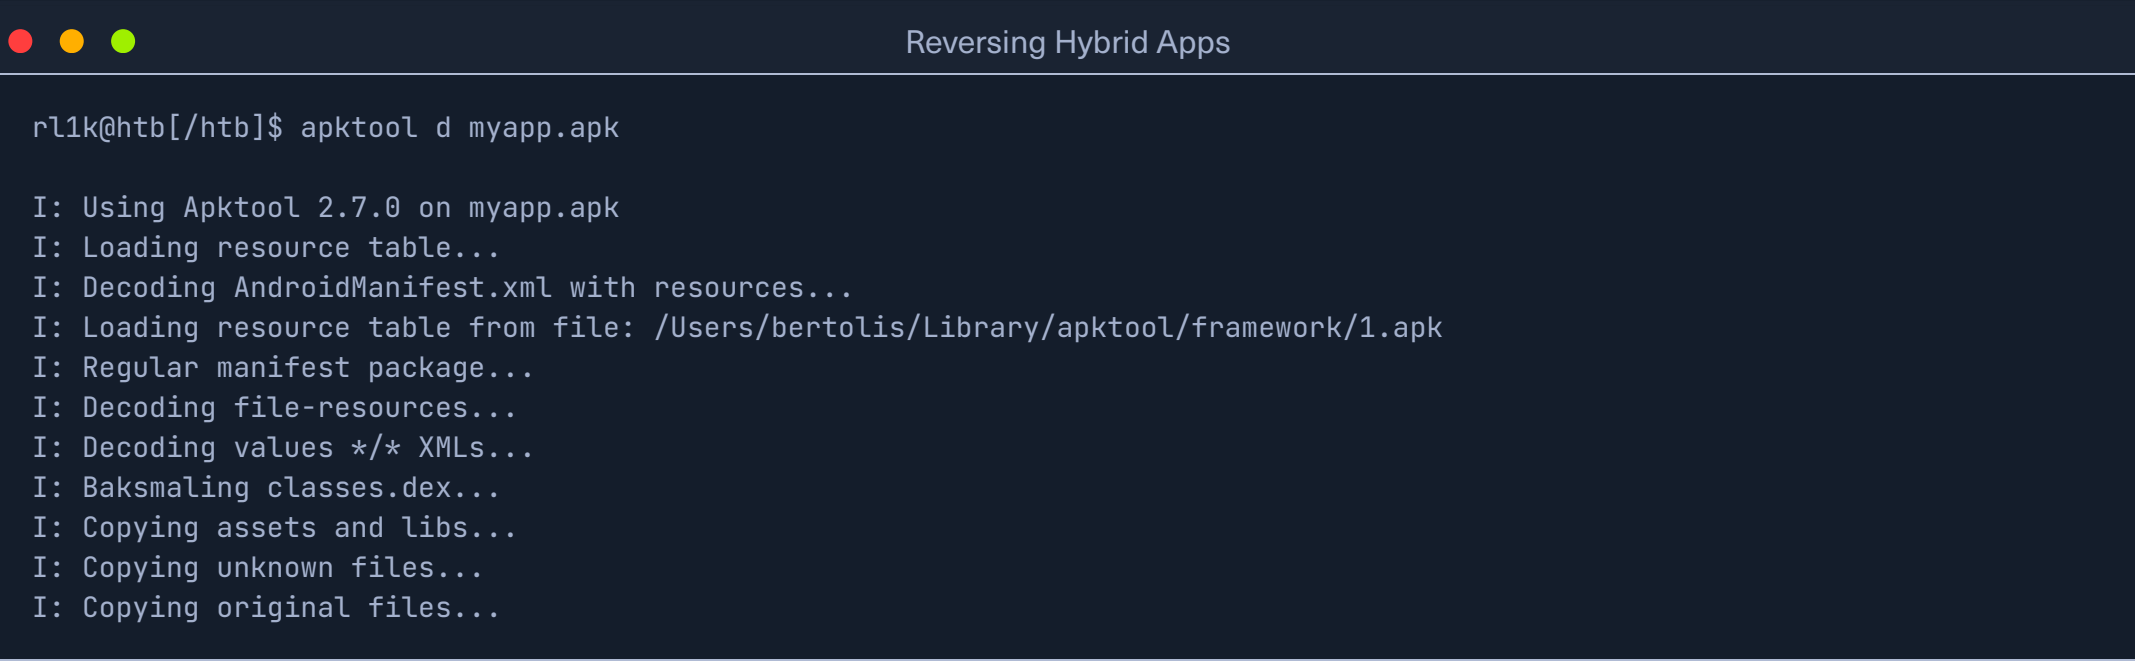 Reversing Hybrid Apps
rl1k@htb[/htb]$ apktool d myapp.apk
I: Using Apktool 2.7.0 on myapp.apk
I: Loading resource table...
I: Decoding AndroidManifest.xml with resources...
I: Loading resource table from file: /Users/bertolis/Library/apktool/framework/1.apk
I: Regular manifest package...
I: Decoding file-resources...
I: Decoding values */* XMLs...
I: Baksmaling classes.dex...
I: Copying assets and libs...
I: Copying unknown files...
I: Copying original files...